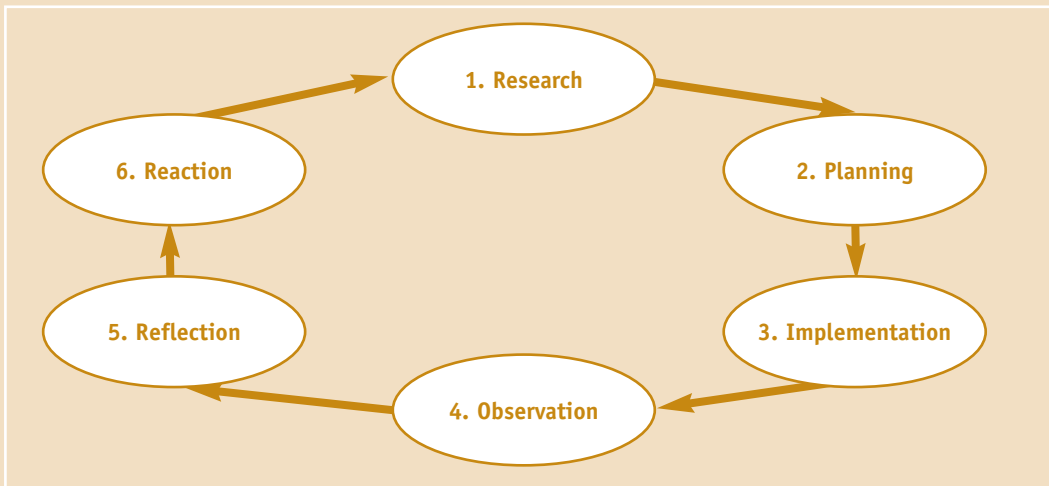 1. Research
2. Planning
3. Implementation
4. Observation
5. Reflection
6. Reaction